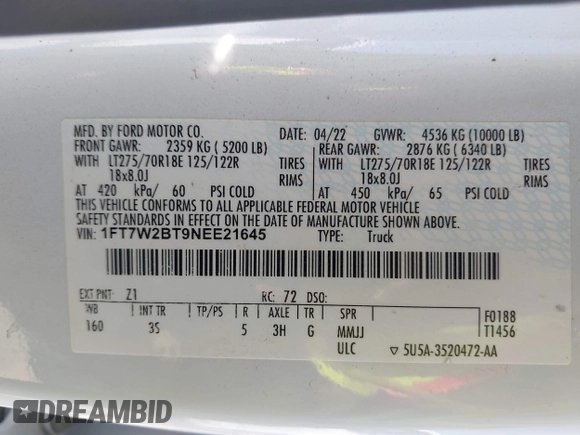 MFD. BY FORD MOTOR CO. DATE: 04/22 GVWR: 4536 KG (10000 LB)
FRONT GAWR: 2359 KG ( 5200 LB) REAR GAWR: 2876 KG ( 6340 LB)
WITH LT275/70R18E 125/122R TIRES WITH LT275/70R18E 125/122R TIRES
18x8.0J RIMS 18x8.0J RIMS
AT 420 kPa/ 60 PSI COLD AT 450 kPa/ 65 PSI COLD
THIS VEHICLE CONFORMS TO ALL APPLICABLE FEDERAL MOTOR VEHICLE
SAFETY STANDARDS IN EFFECT ON THE DATE OF MANUFACTURE SHOWN ABOVE.
VIN: 1FT7W2BT9NEE21645 TYPE: Truck
EXT PNT: Z1 RC: 72 DSO:
WB INT TR TP/PS R AXLE TR SPR F0188
160 3S 5 3H G MMJJ T1456
ULC ▽ 5U5A-3520472-AA
DREAMBID